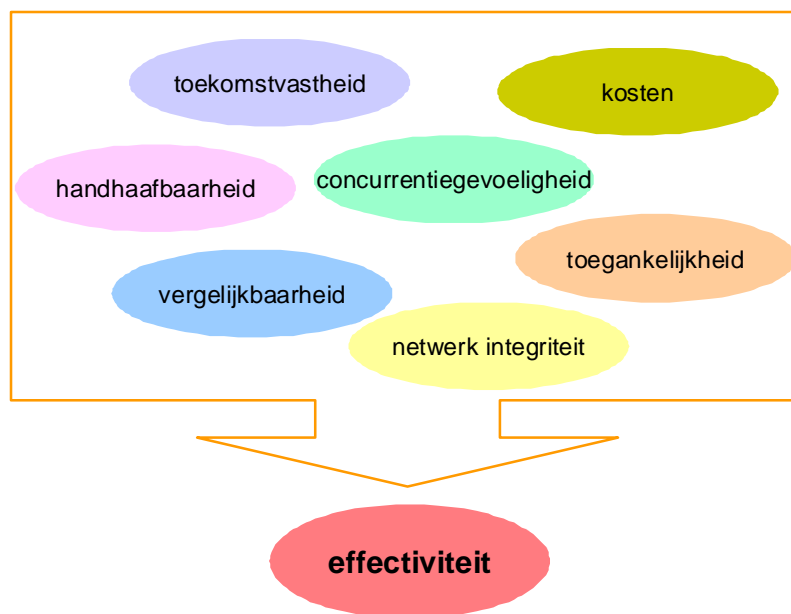 toekomstvastheid
kosten
handhaafbaarheid
concurrentiegevoeligheid
toegankelijkheid
vergelijkbaarheid
netwerk integriteit
effectiviteit